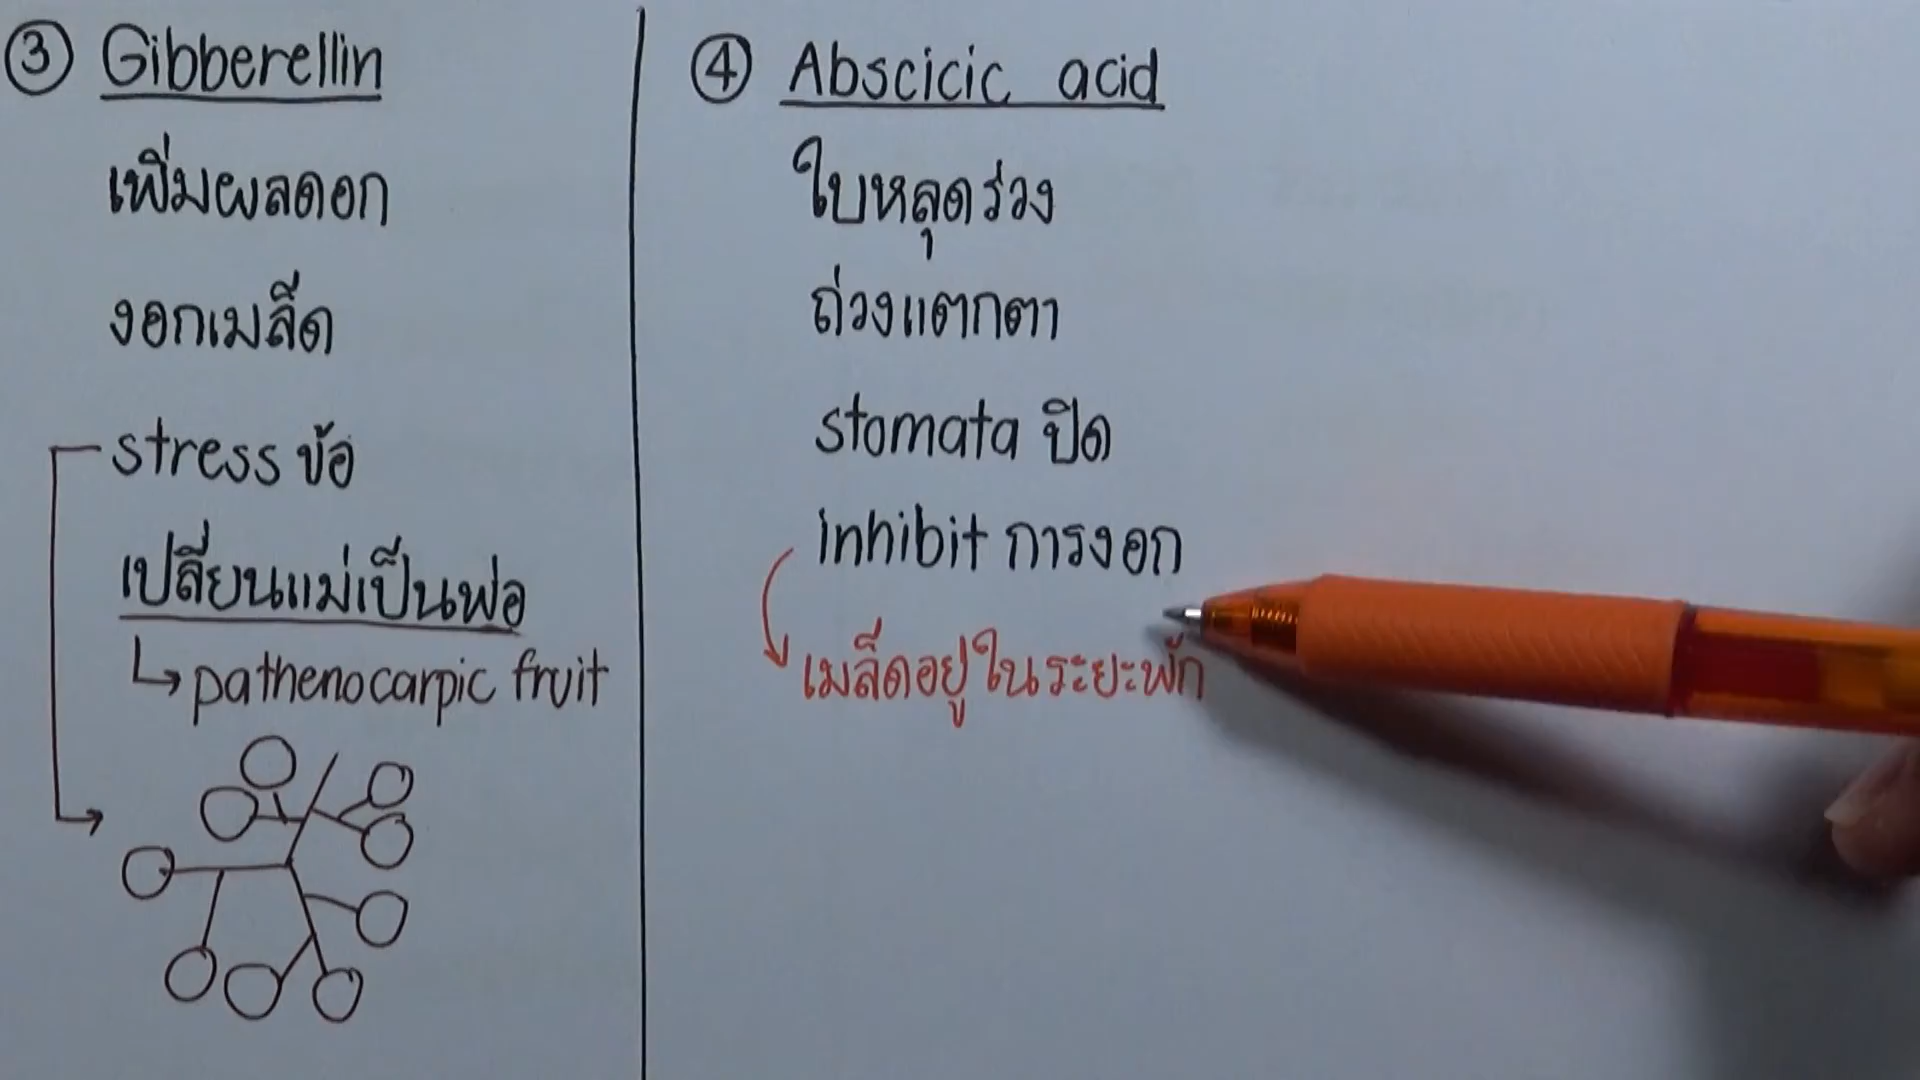 ③ Gibberellin
เพิ่มผลดอก
งอกเมล็ด
stress ข้อ
เปลี่ยนแม่เป็นพ่อ
↳ pathenocarpic fruit
④ Abscicic acid
ใบหลุดร่วง
ถ่วงแตกตา
stomata ปิด
inhibit การงอก
เมล็ดอยู่ในระยะพัก